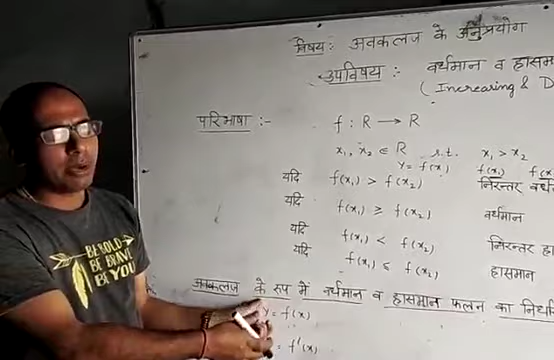 विषय: अवकलज के अनुप्रयोग
उपविषय :- वर्धमान व हासम
( Increaring & D
परिभाषा :-
f : R → R
x₁, x₂ ∈ R s.t. x₁ > x₂
y = f(x) f(x₁) f(x
यदि f(x₁) > f(x₂) निरन्तर वर्ध
यदि f(x₁) ≥ f(x₂) वर्धमान
यदि f(x₁) < f(x₂) निरन्तर हा
यदि f(x₁) ≤ f(x₂) हासमान
अवकलज के रूप में वर्धमान व हासमान फलन का निर्धा
y = f(x)
= f'(x)
BE BOLD
BE BRAVE
BE YOU